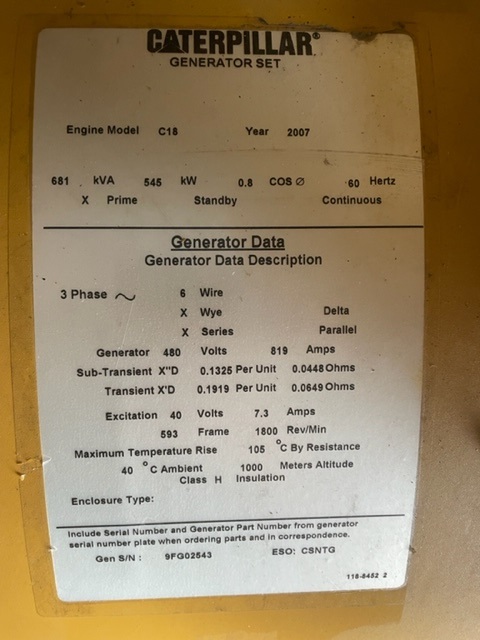 CATERPILLAR®
GENERATOR SET
Engine Model C18 Year 2007
681 kVA 545 kW 0.8 COS Ø 60 Hertz
X Prime Standby Continuous
Generator Data
Generator Data Description
3 Phase ~ 6 Wire
X Wye Delta
X Series Parallel
Generator 480 Volts 819 Amps
Sub-Transient X"D 0.1325 Per Unit 0.0448 Ohms
Transient X'D 0.1919 Per Unit 0.0649 Ohms
Excitation 40 Volts 7.3 Amps
593 Frame 1800 Rev/Min
Maximum Temperature Rise 105 °C By Resistance
40 °C Ambient 1000 Meters Altitude
Class H Insulation
Enclosure Type:
Include Serial Number and Generator Part Number from generator
serial number plate when ordering parts and in correspondence.
Gen S/N : 9FG02543 ESO: CSNTG
116-8452 2